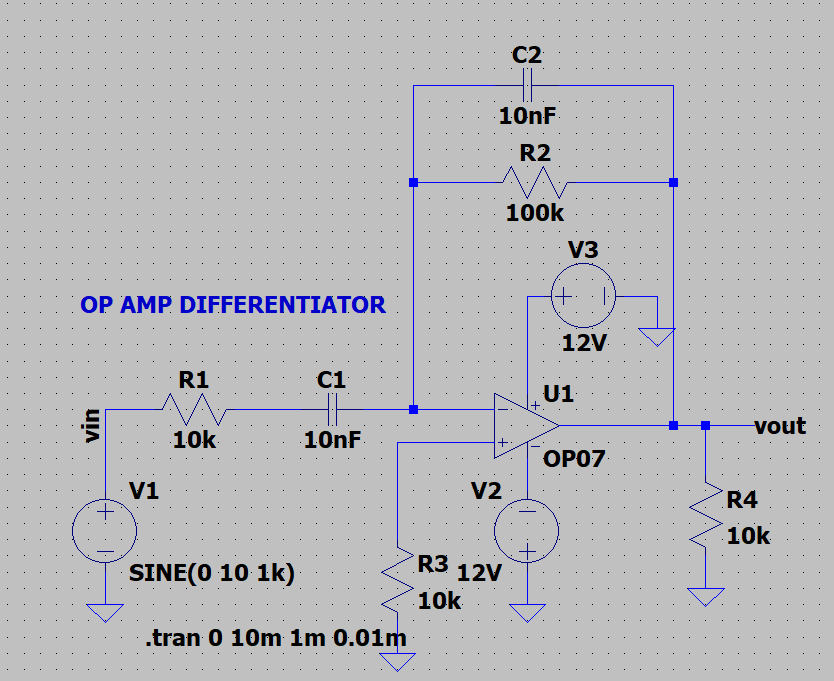 C2
10nF
R2
100k
V3
12V
OP AMP DIFFERENTIATOR
R1
10k
C1
10nF
U1
OP07
vin
vout
V1
SINE(0 10 1k)
V2
12V
R3
10k
R4
10k
.tran 0 10m 1m 0.01m